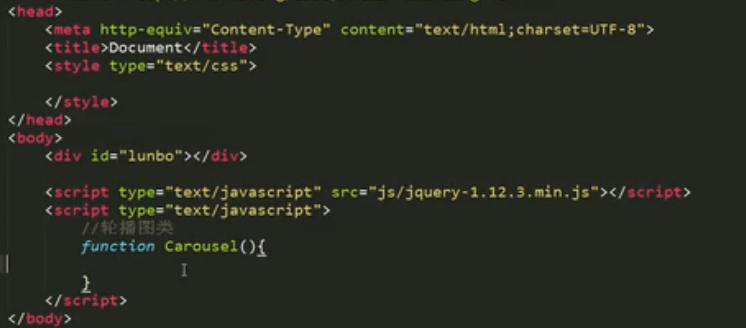 <head>
<meta http-equiv="Content-Type" content="text/html;charset=UTF-8">
<title>Document</title>
<style type="text/css">
</style>
</head>
<body>
<div id="lunbo"></div>
<script type="text/javascript" src="js/jquery-1.12.3.min.js"></script>
<script type="text/javascript">
//轮播图类
function Carousel(){
}
</script>
</body>